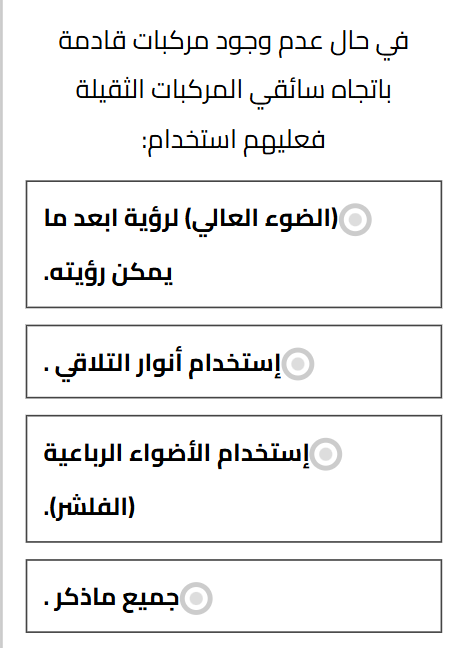 في حال عدم وجود مركبات قادمة
باتجاه سائقي المركبات الثقيلة
فعليهم استخدام:
(الضوء العالي) لرؤية ابعد ما
يمكن رؤيته.
إستخدام أنوار التلاقي .
إستخدام الأضواء الرباعية
(الفلشر).
جميع ماذكر .